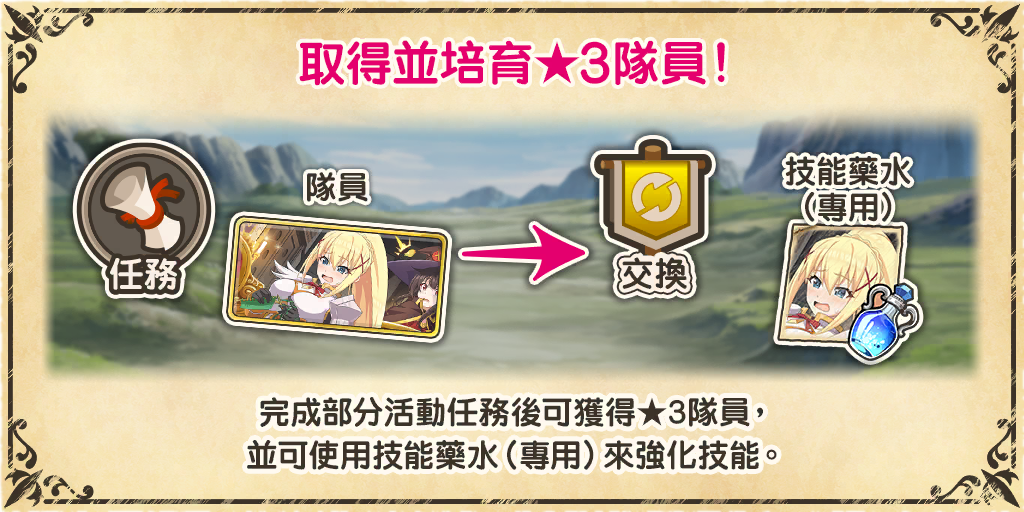 取得並培育★3隊員!
任務
隊員
交換
技能藥水
(專用)
完成部分活動任務後可獲得★3隊員，
並可使用技能藥水(專用)來強化技能。